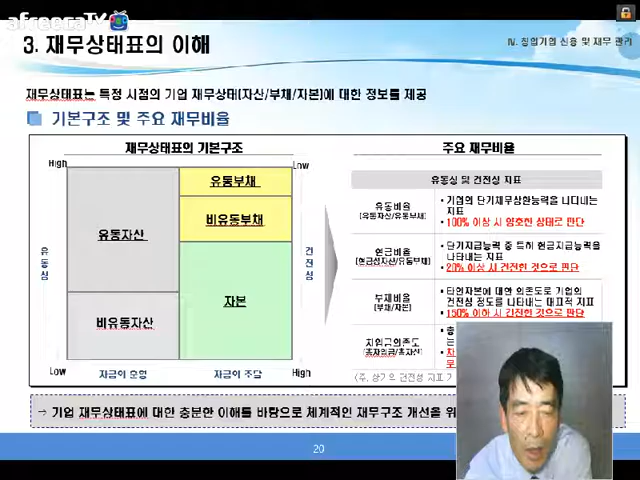 afreecaTV
3. 재무상태표의 이해
Ⅳ. 창업기업 신용 및 재무 관리
재무상태표는 특정 시점의 기업 재무상태(자산/부채/자본)에 대한 정보를 제공
기본구조 및 주요 재무비율
재무상태표의 기본구조
High
Low
유동부채
비유동부채
유동자산
유동성
건전성
자본
비유동자산
Low
자금의 운용
자금의 조달
High
주요 재무비율
유동성 및 건전성 지표
유동비율
(유동자산/유동부채)
• 기업의 단기채무상환능력을 나타내는
지표
• 100% 이상 시 양호한 상태로 판단
현금비율
(현금성자산/유동부채)
• 단기지급능력 중 특히 현금지급능력을
나타내는 지표
• 20% 이상 시 건전한 것으로 판단
부채비율
(부채/자본)
• 타인자본에 대한 의존도로 기업의
건전성 정도를 나타내는 대표적 지표
• 150% 이하 시 건전한 것으로 판단
차입금의존도
(총차입금/총자산)
(주. 상기의 건전성 지표
→ 기업 재무상태표에 대한 충분한 이해를 바탕으로 체계적인 재무구조 개선을 위
20